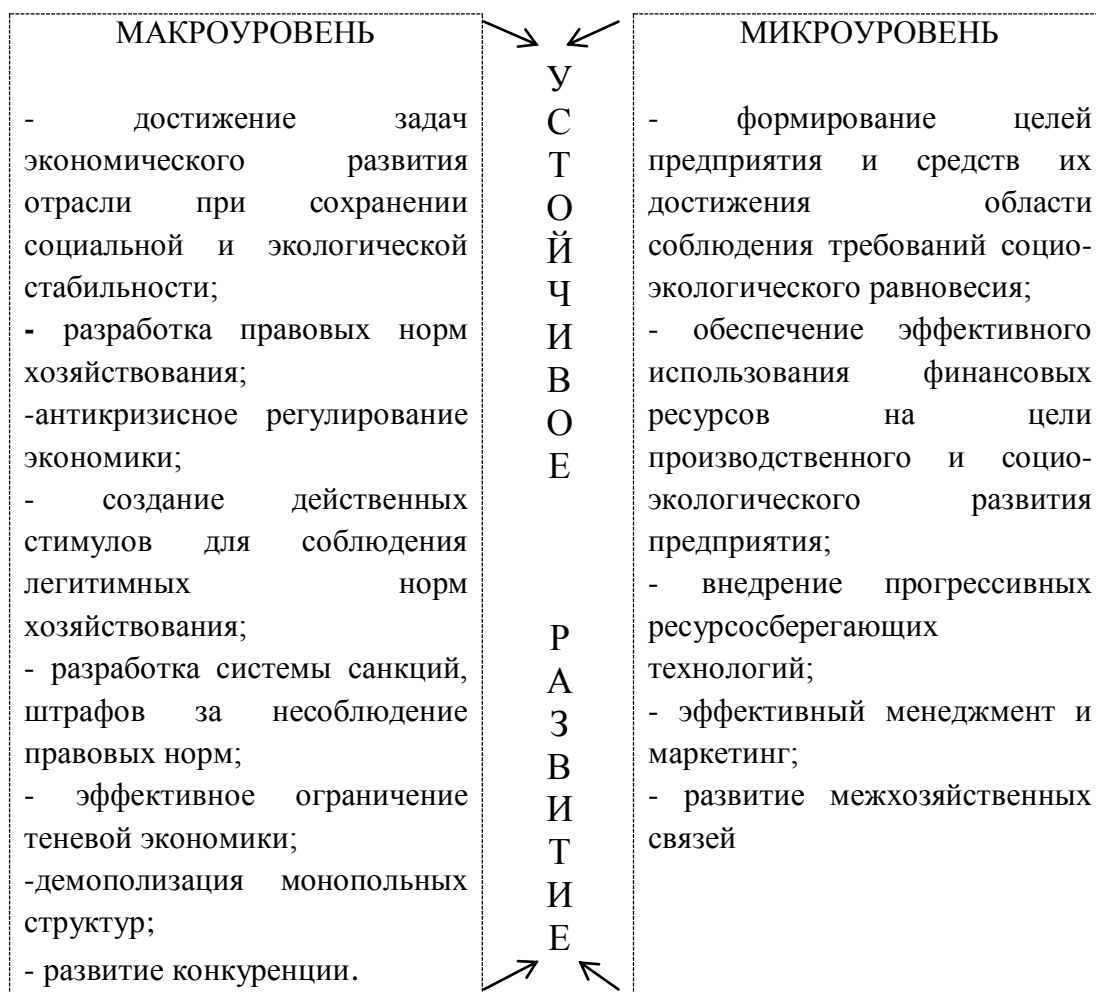 МАКРОУРОВЕНЬ
- достижение задач
экономического развития
отрасли при сохранении
социальной и экологической
стабильности;
- разработка правовых норм
хозяйствования;
-антикризисное регулирование
экономики;
- создание действенных
стимулов для соблюдения
легитимных норм
хозяйствования;
- разработка системы санкций,
штрафов за несоблюдение
правовых норм;
- эффективное ограничение
теневой экономики;
-демополизация монопольных
структур;
- развитие конкуренции.
У
С
Т
О
Й
Ч
И
В
О
Е
Р
А
З
В
И
Т
И
Е
МИКРОУРОВЕНЬ
- формирование целей
предприятия и средств их
достижения области
соблюдения требований социо-
экологического равновесия;
- обеспечение эффективного
использования финансовых
ресурсов на цели
производственного и социо-
экологического развития
предприятия;
- внедрение прогрессивных
ресурсосберегающих
технологий;
- эффективный менеджмент и
маркетинг;
- развитие межхозяйственных
связей